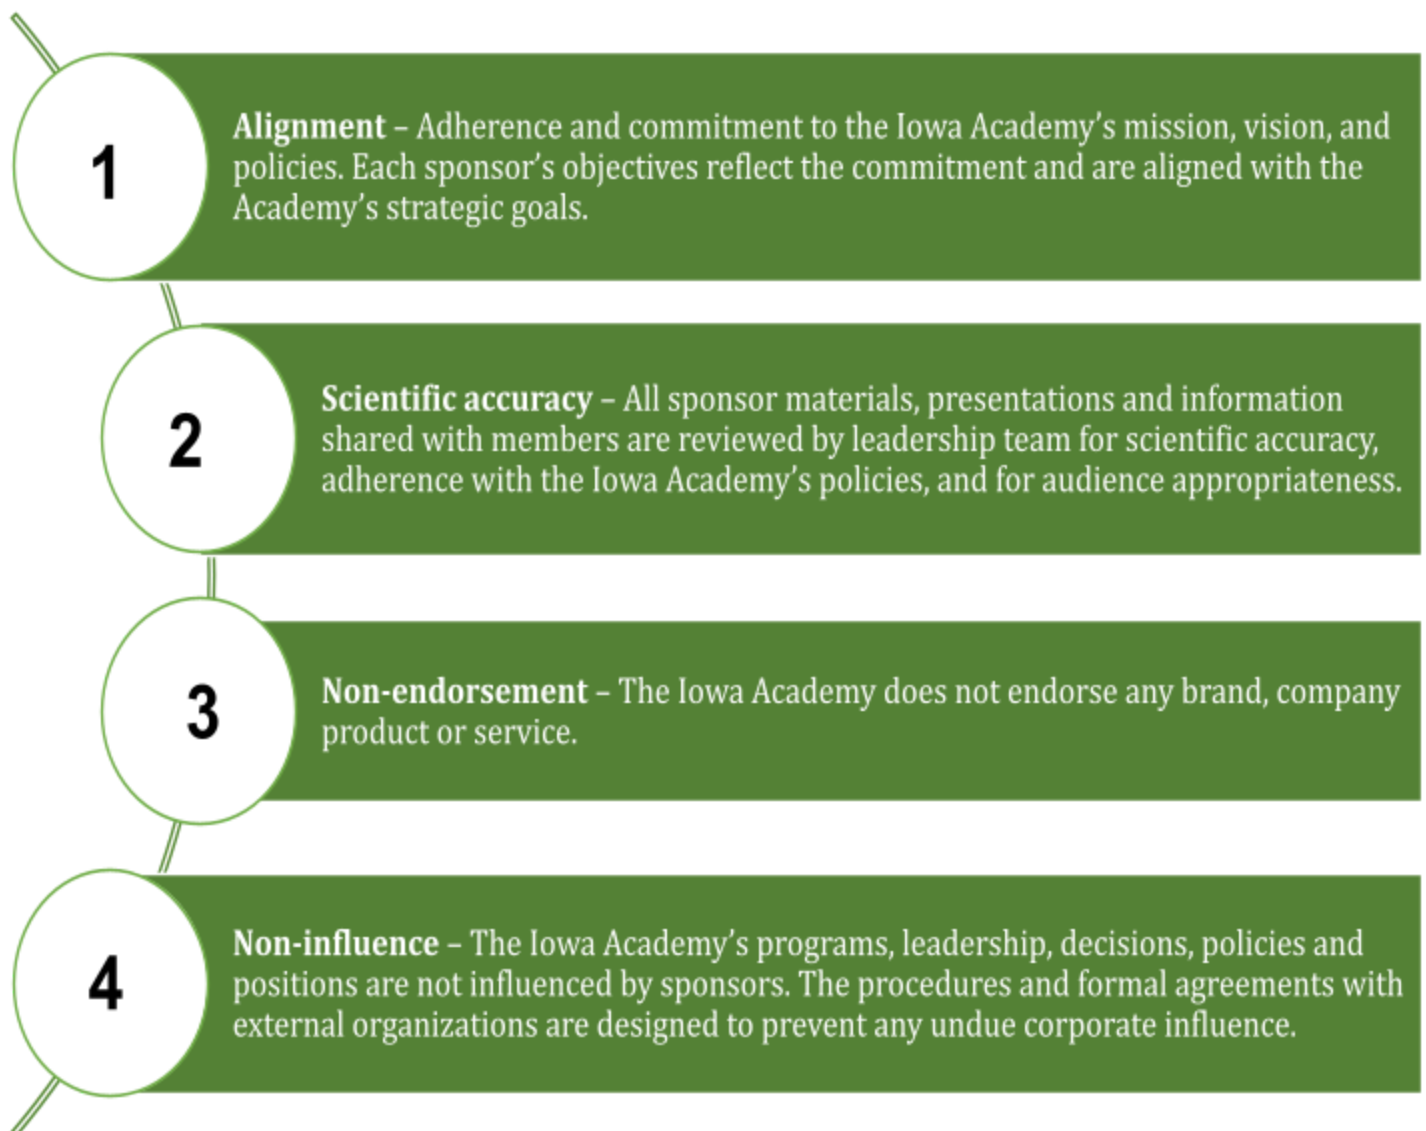 1
Alignment – Adherence and commitment to the Iowa Academy's mission, vision, and
policies. Each sponsor's objectives reflect the commitment and are aligned with the
Academy's strategic goals.
2
Scientific accuracy – All sponsor materials, presentations and information
shared with members are reviewed by leadership team for scientific accuracy,
adherence with the Iowa Academy's policies, and for audience appropriateness.
3
Non-endorsement – The Iowa Academy does not endorse any brand, company
product or service.
4
Non-influence – The Iowa Academy's programs, leadership, decisions, policies and
positions are not influenced by sponsors. The procedures and formal agreements with
external organizations are designed to prevent any undue corporate influence.